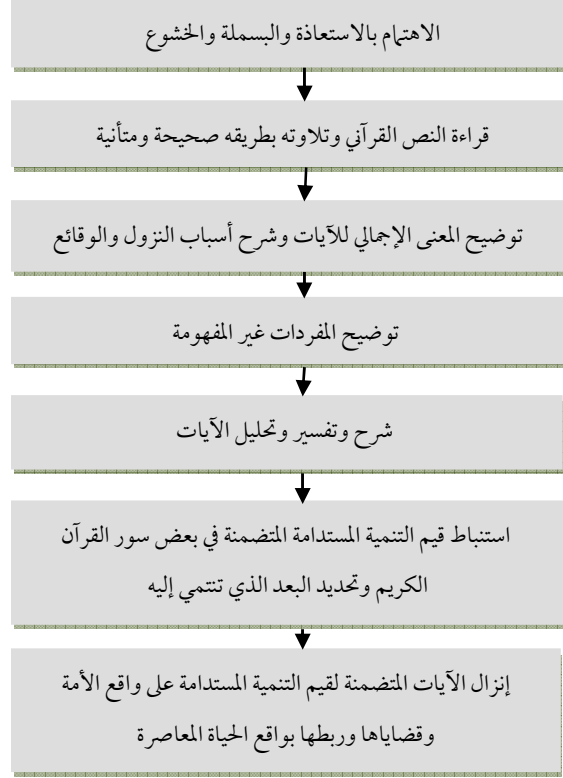 الاهتمام بالاستعاذة والبسملة والخشوع
قراءة النص القرآني وتلاوته بطريقه صحيحة ومتأنية
توضيح المعنى الإجمالي للآيات وشرح أسباب النزول والوقائع
توضيح المفردات غير المفهومة
شرح وتفسير وتحليل الآيات
استنباط قيم التنمية المستدامة المتضمنة في بعض سور القرآن
الكريم وتحديد البعد الذي تنتمي إليه
إنزال الآيات المتضمنة لقيم التنمية المستدامة على واقع الأمة
وقضاياها وربطها بواقع الحياة المعاصرة